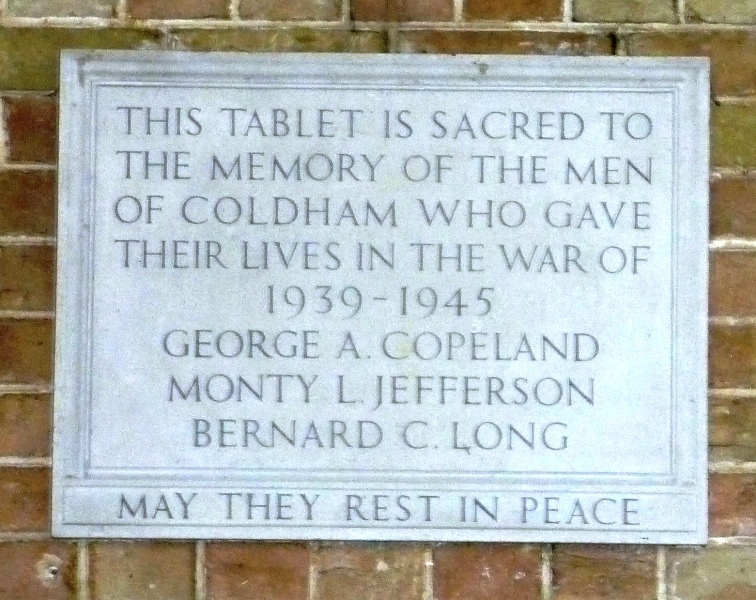 THIS TABLET IS SACRED TO
THE MEMORY OF THE MEN
OF COLDHAM WHO GAVE
THEIR LIVES IN THE WAR OF
1939-1945
GEORGE A. COPELAND
MONTY L. JEFFERSON
BERNARD C. LONG
MAY THEY REST IN PEACE